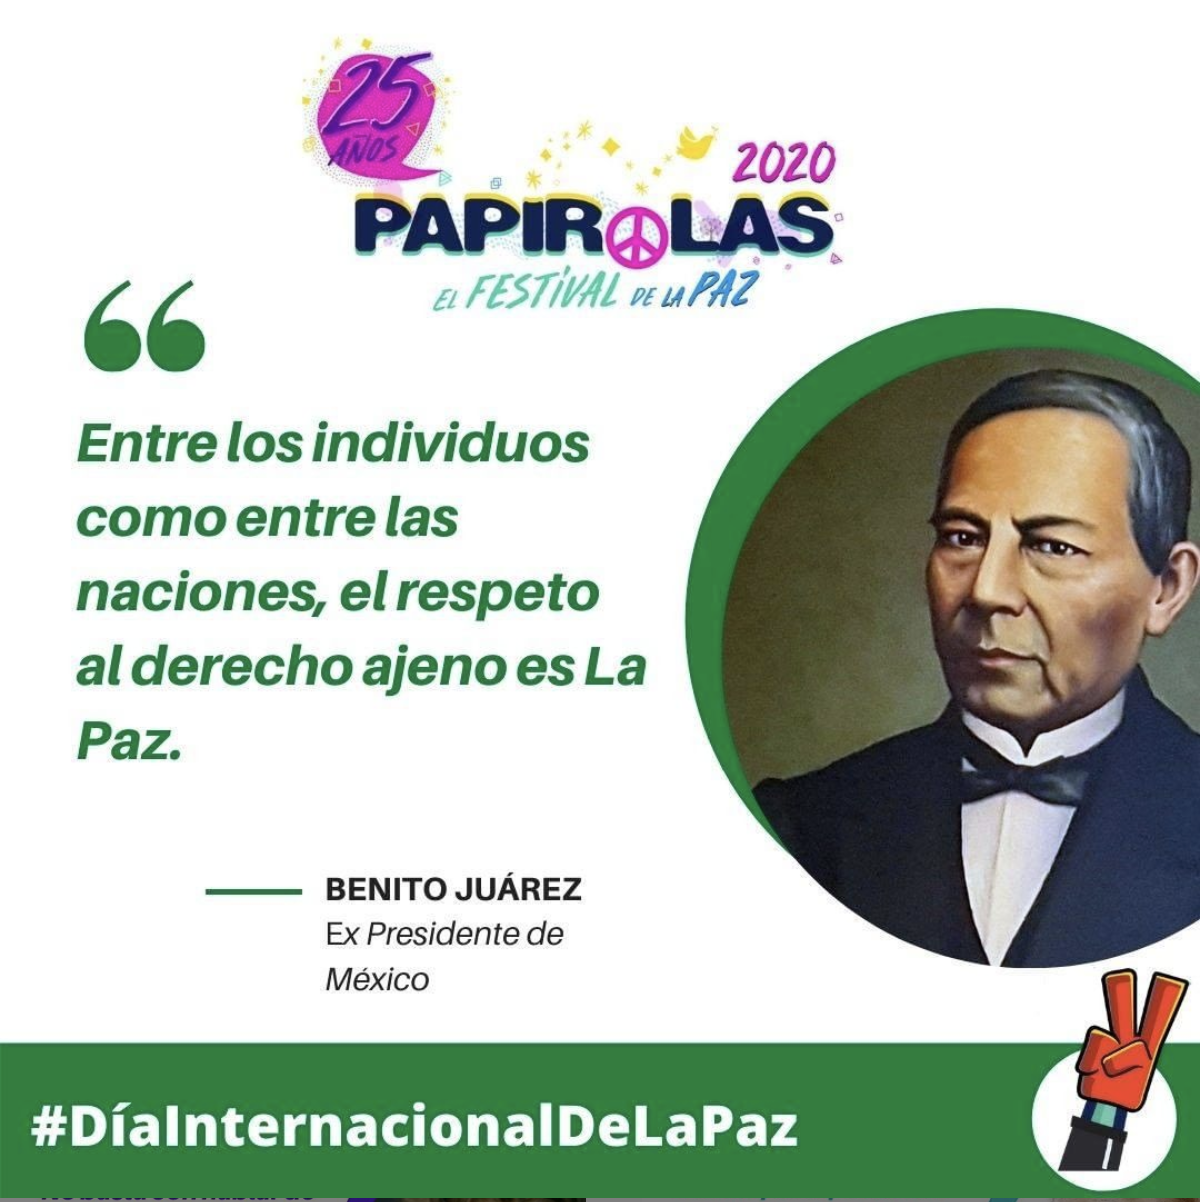 25
AÑOS
2020
PAPIROLAS
EL FESTIVAL DE LA PAZ
“
Entre los individuos
como entre las
naciones, el respeto
al derecho ajeno es La
Paz.
BENITO JUÁREZ
Ex Presidente de
México
#DíaInternacionalDeLaPaz